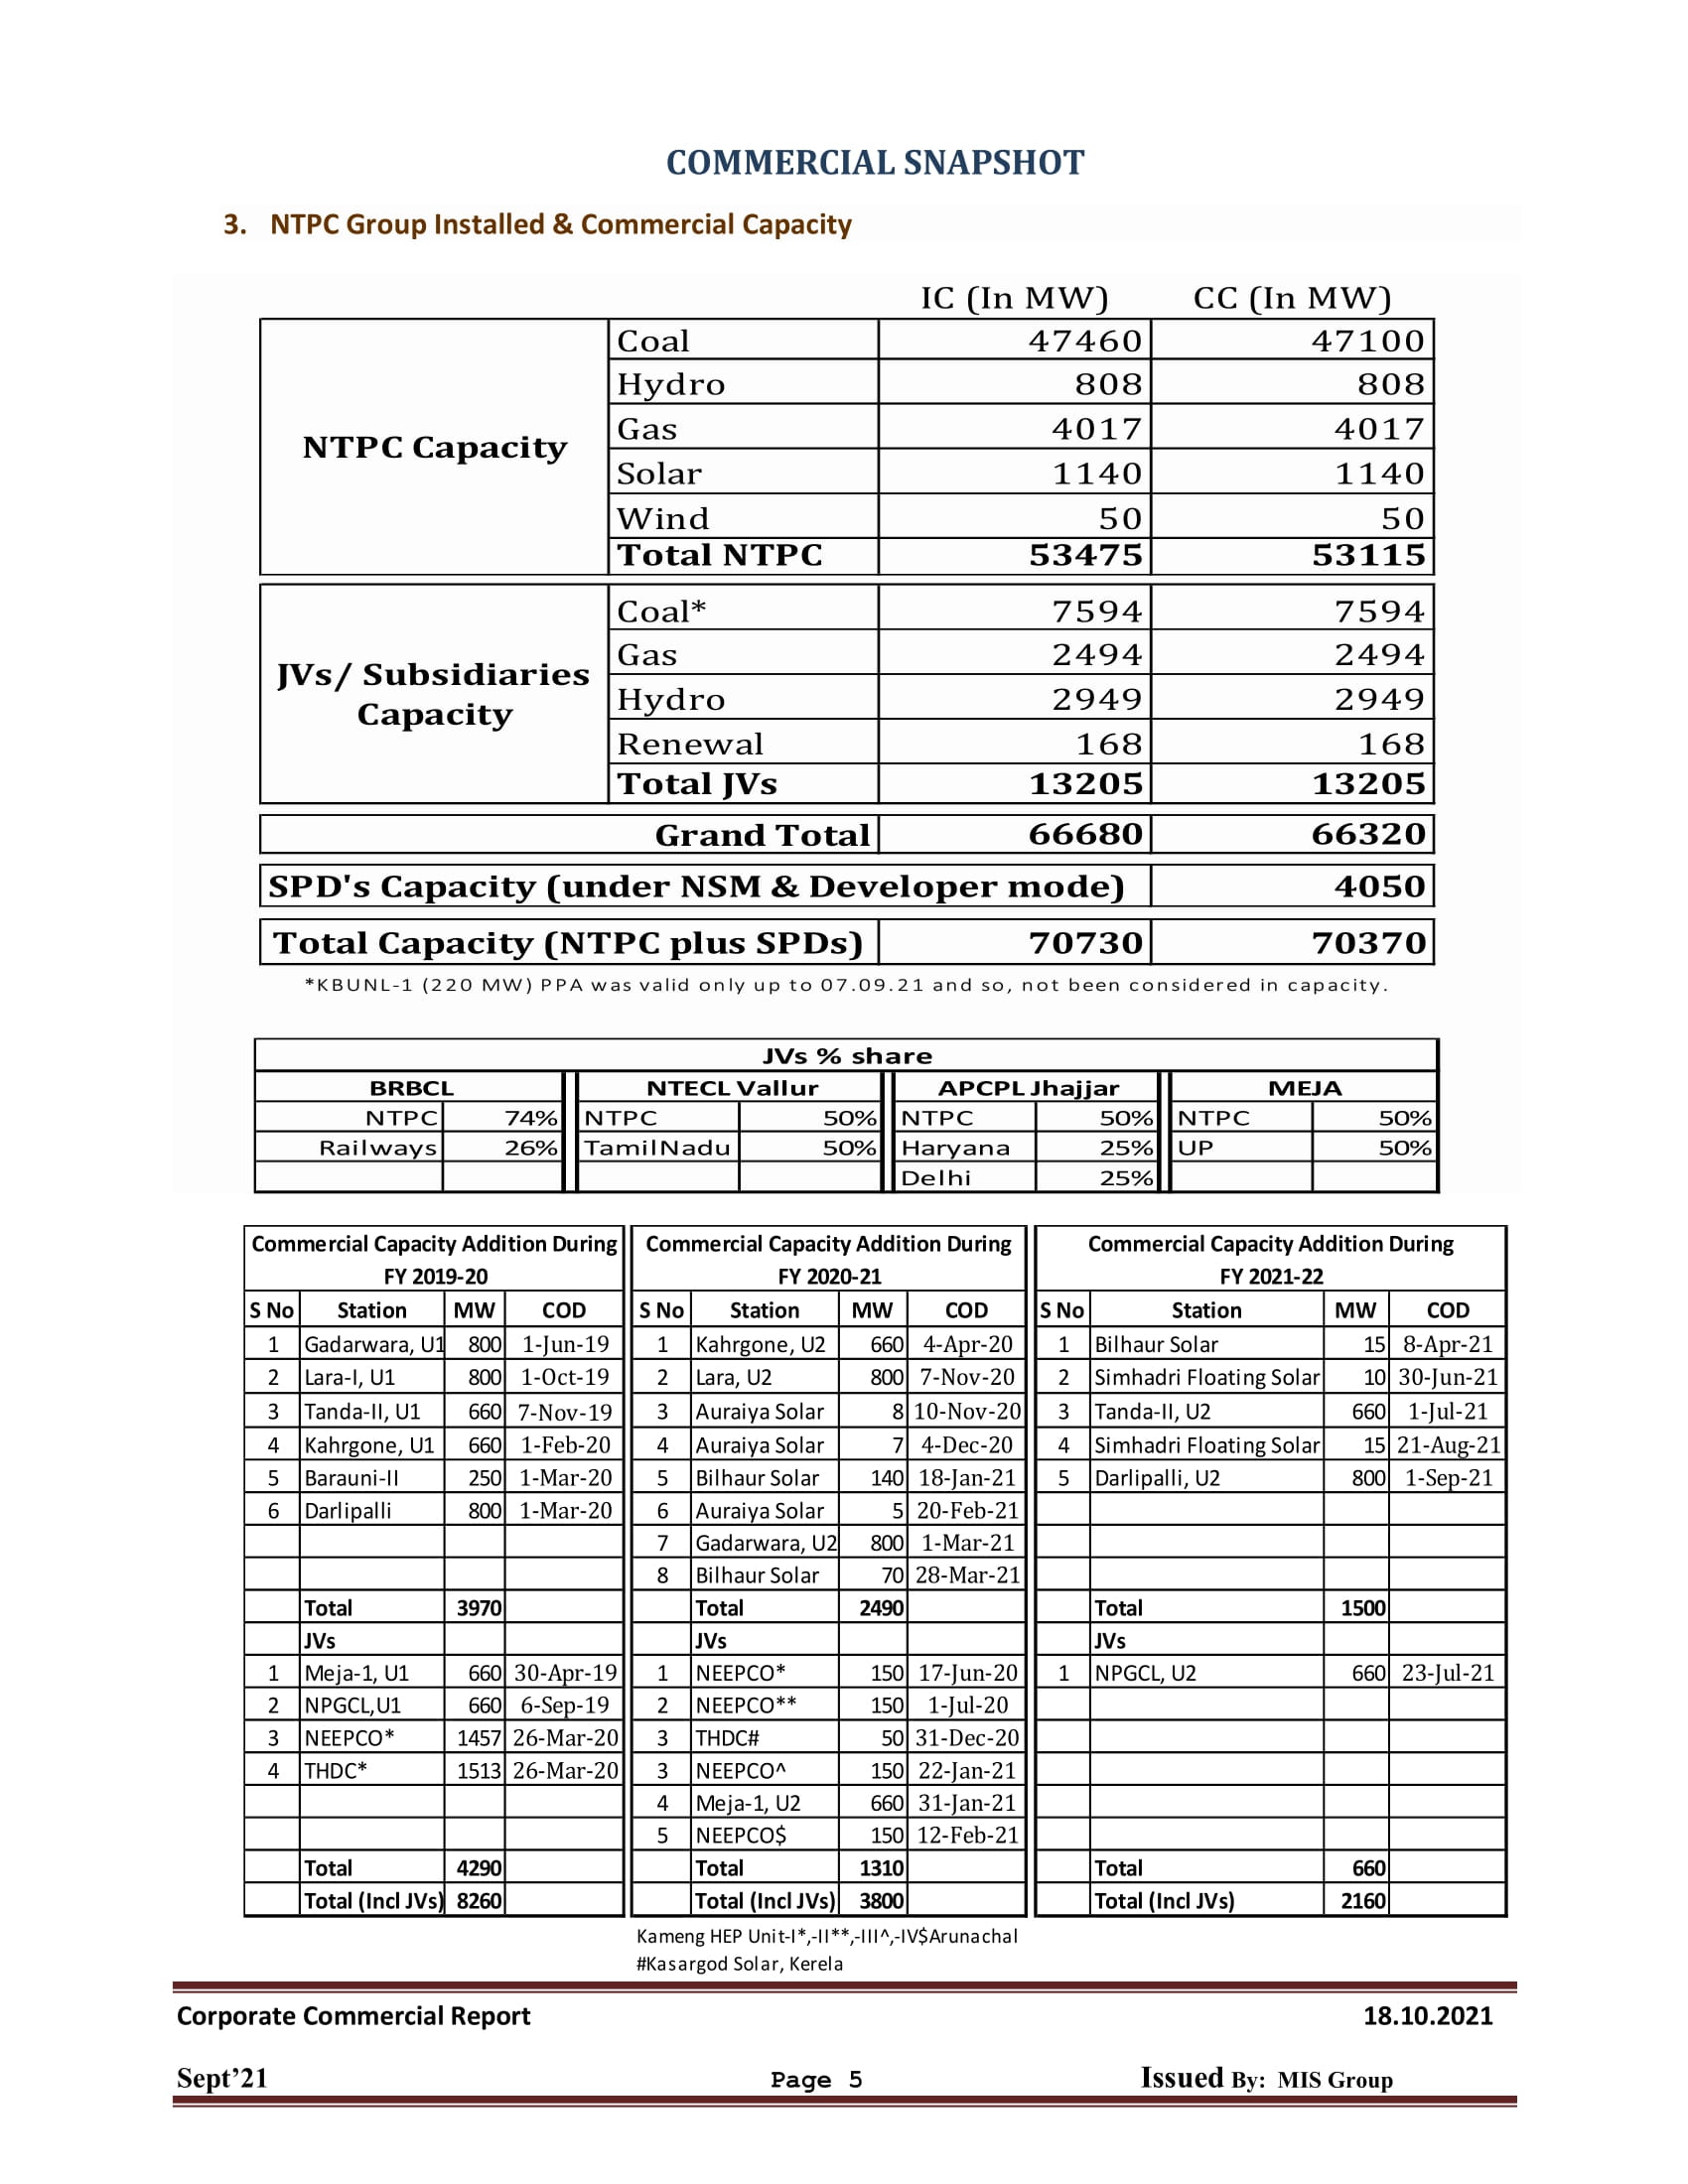 COMMERCIAL SNAPSHOT
3. NTPC Group Installed & Commercial Capacity
IC (In MW) CC (In MW)
NTPC Capacity
Coal 47460 47100
Hydro 808 808
Gas 4017 4017
Solar 1140 1140
Wind 50 50
Total NTPC 53475 53115
JVs/ Subsidiaries
Capacity
Coal* 7594 7594
Gas 2494 2494
Hydro 2949 2949
Renewal 168 168
Total JVs 13205 13205
Grand Total 66680 66320
SPD's Capacity (under NSM & Developer mode) 4050
Total Capacity (NTPC plus SPDs) 70730 70370
*KBUNL-1 (220 MW) PPA was valid only up to 07.09.21 and so, not been considered in capacity.
JVs % share
BRBCL NTECL Vallur APCPL Jhajjar MEJA
NTPC 74% NTPC 50% NTPC 50% NTPC 50%
Railways 26% TamilNadu 50% Haryana 25% UP 50%
Delhi 25%
Commercial Capacity Addition During
FY 2019-20
S No Station MW COD
1 Gadarwara, U1 800 1-Jun-19
2 Lara-I, U1 800 1-Oct-19
3 Tanda-II, U1 660 7-Nov-19
4 Kahrgone, U1 660 1-Feb-20
5 Barauni-II 250 1-Mar-20
6 Darlipalli 800 1-Mar-20
Total 3970
JVs
1 Meja-1, U1 660 30-Apr-19
2 NPGCL,U1 660 6-Sep-19
3 NEEPCO* 1457 26-Mar-20
4 THDC* 1513 26-Mar-20
Total 4290
Total (Incl JVs) 8260
Commercial Capacity Addition During
FY 2020-21
S No Station MW COD
1 Kahrgone, U2 660 4-Apr-20
2 Lara, U2 800 7-Nov-20
3 Auraiya Solar 8 10-Nov-20
4 Auraiya Solar 7 4-Dec-20
5 Bilhaur Solar 140 18-Jan-21
6 Auraiya Solar 5 20-Feb-21
7 Gadarwara, U2 800 1-Mar-21
8 Bilhaur Solar 70 28-Mar-21
Total 2490
JVs
1 NEEPCO* 150 17-Jun-20
2 NEEPCO** 150 1-Jul-20
3 THDC# 50 31-Dec-20
3 NEEPCO^ 150 22-Jan-21
4 Meja-1, U2 660 31-Jan-21
5 NEEPCO$ 150 12-Feb-21
Total 1310
Total (Incl JVs) 3800
Commercial Capacity Addition During
FY 2021-22
S No Station MW COD
1 Bilhaur Solar 15 8-Apr-21
2 Simhadri Floating Solar 10 30-Jun-21
3 Tanda-II, U2 660 1-Jul-21
4 Simhadri Floating Solar 15 21-Aug-21
5 Darlipalli, U2 800 1-Sep-21
Total 1500
JVs
1 NPGCL, U2 660 23-Jul-21
Total 660
Total (Incl JVs) 2160
Kameng HEP Unit-I*,-II**,-III^,-IV$Arunachal
#Kasargod Solar, Kerela
Corporate Commercial Report 18.10.2021
Sept’21 Page 5 Issued By: MIS Group